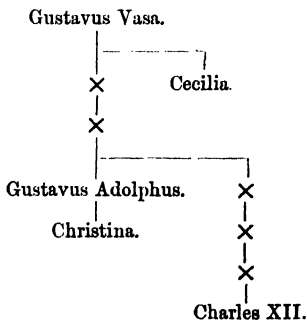 Gustavus Vasa.
Cecilia.
Gustavus Adolphus.
Christina.
Charles XII.